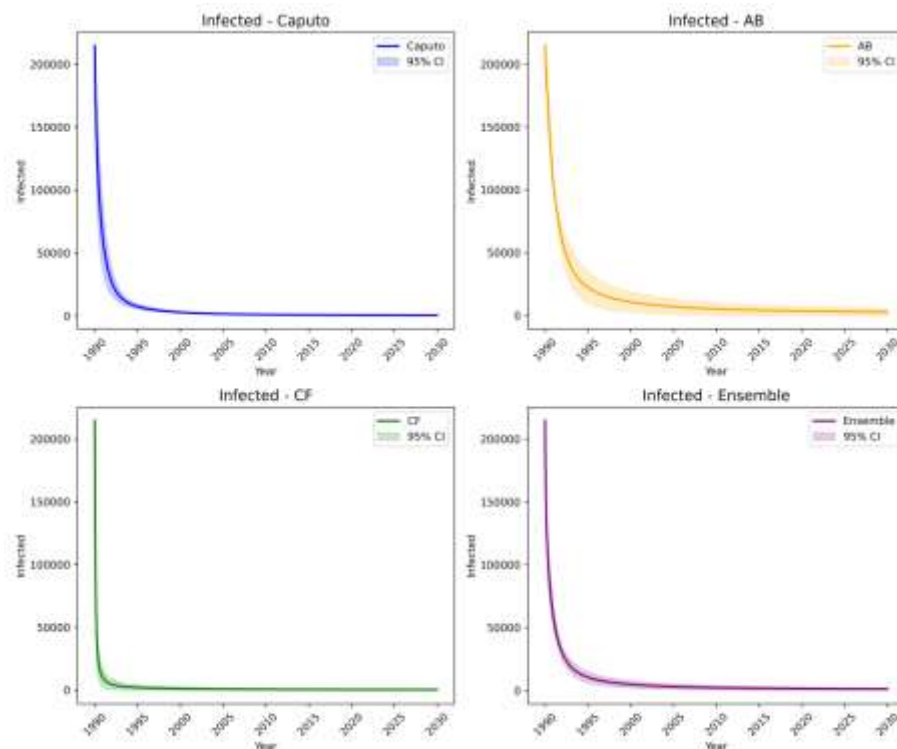 Infected - Caputo
Caputo
95% CI
200000
150000
100000
50000
0
Infected
1990
1995
2000
2005
2010
2015
2020
2025
2030
Year
Infected - AB
AB
95% CI
200000
150000
100000
50000
0
Infected
1990
1995
2000
2005
2010
2015
2020
2025
2030
Year
Infected - CF
CF
95% CI
200000
150000
100000
50000
0
Infected
1990
1995
2000
2005
2010
2015
2020
2025
2030
Year
Infected - Ensemble
Ensemble
95% CI
200000
150000
100000
50000
0
Infected
1990
1995
2000
2005
2010
2015
2020
2025
2030
Year